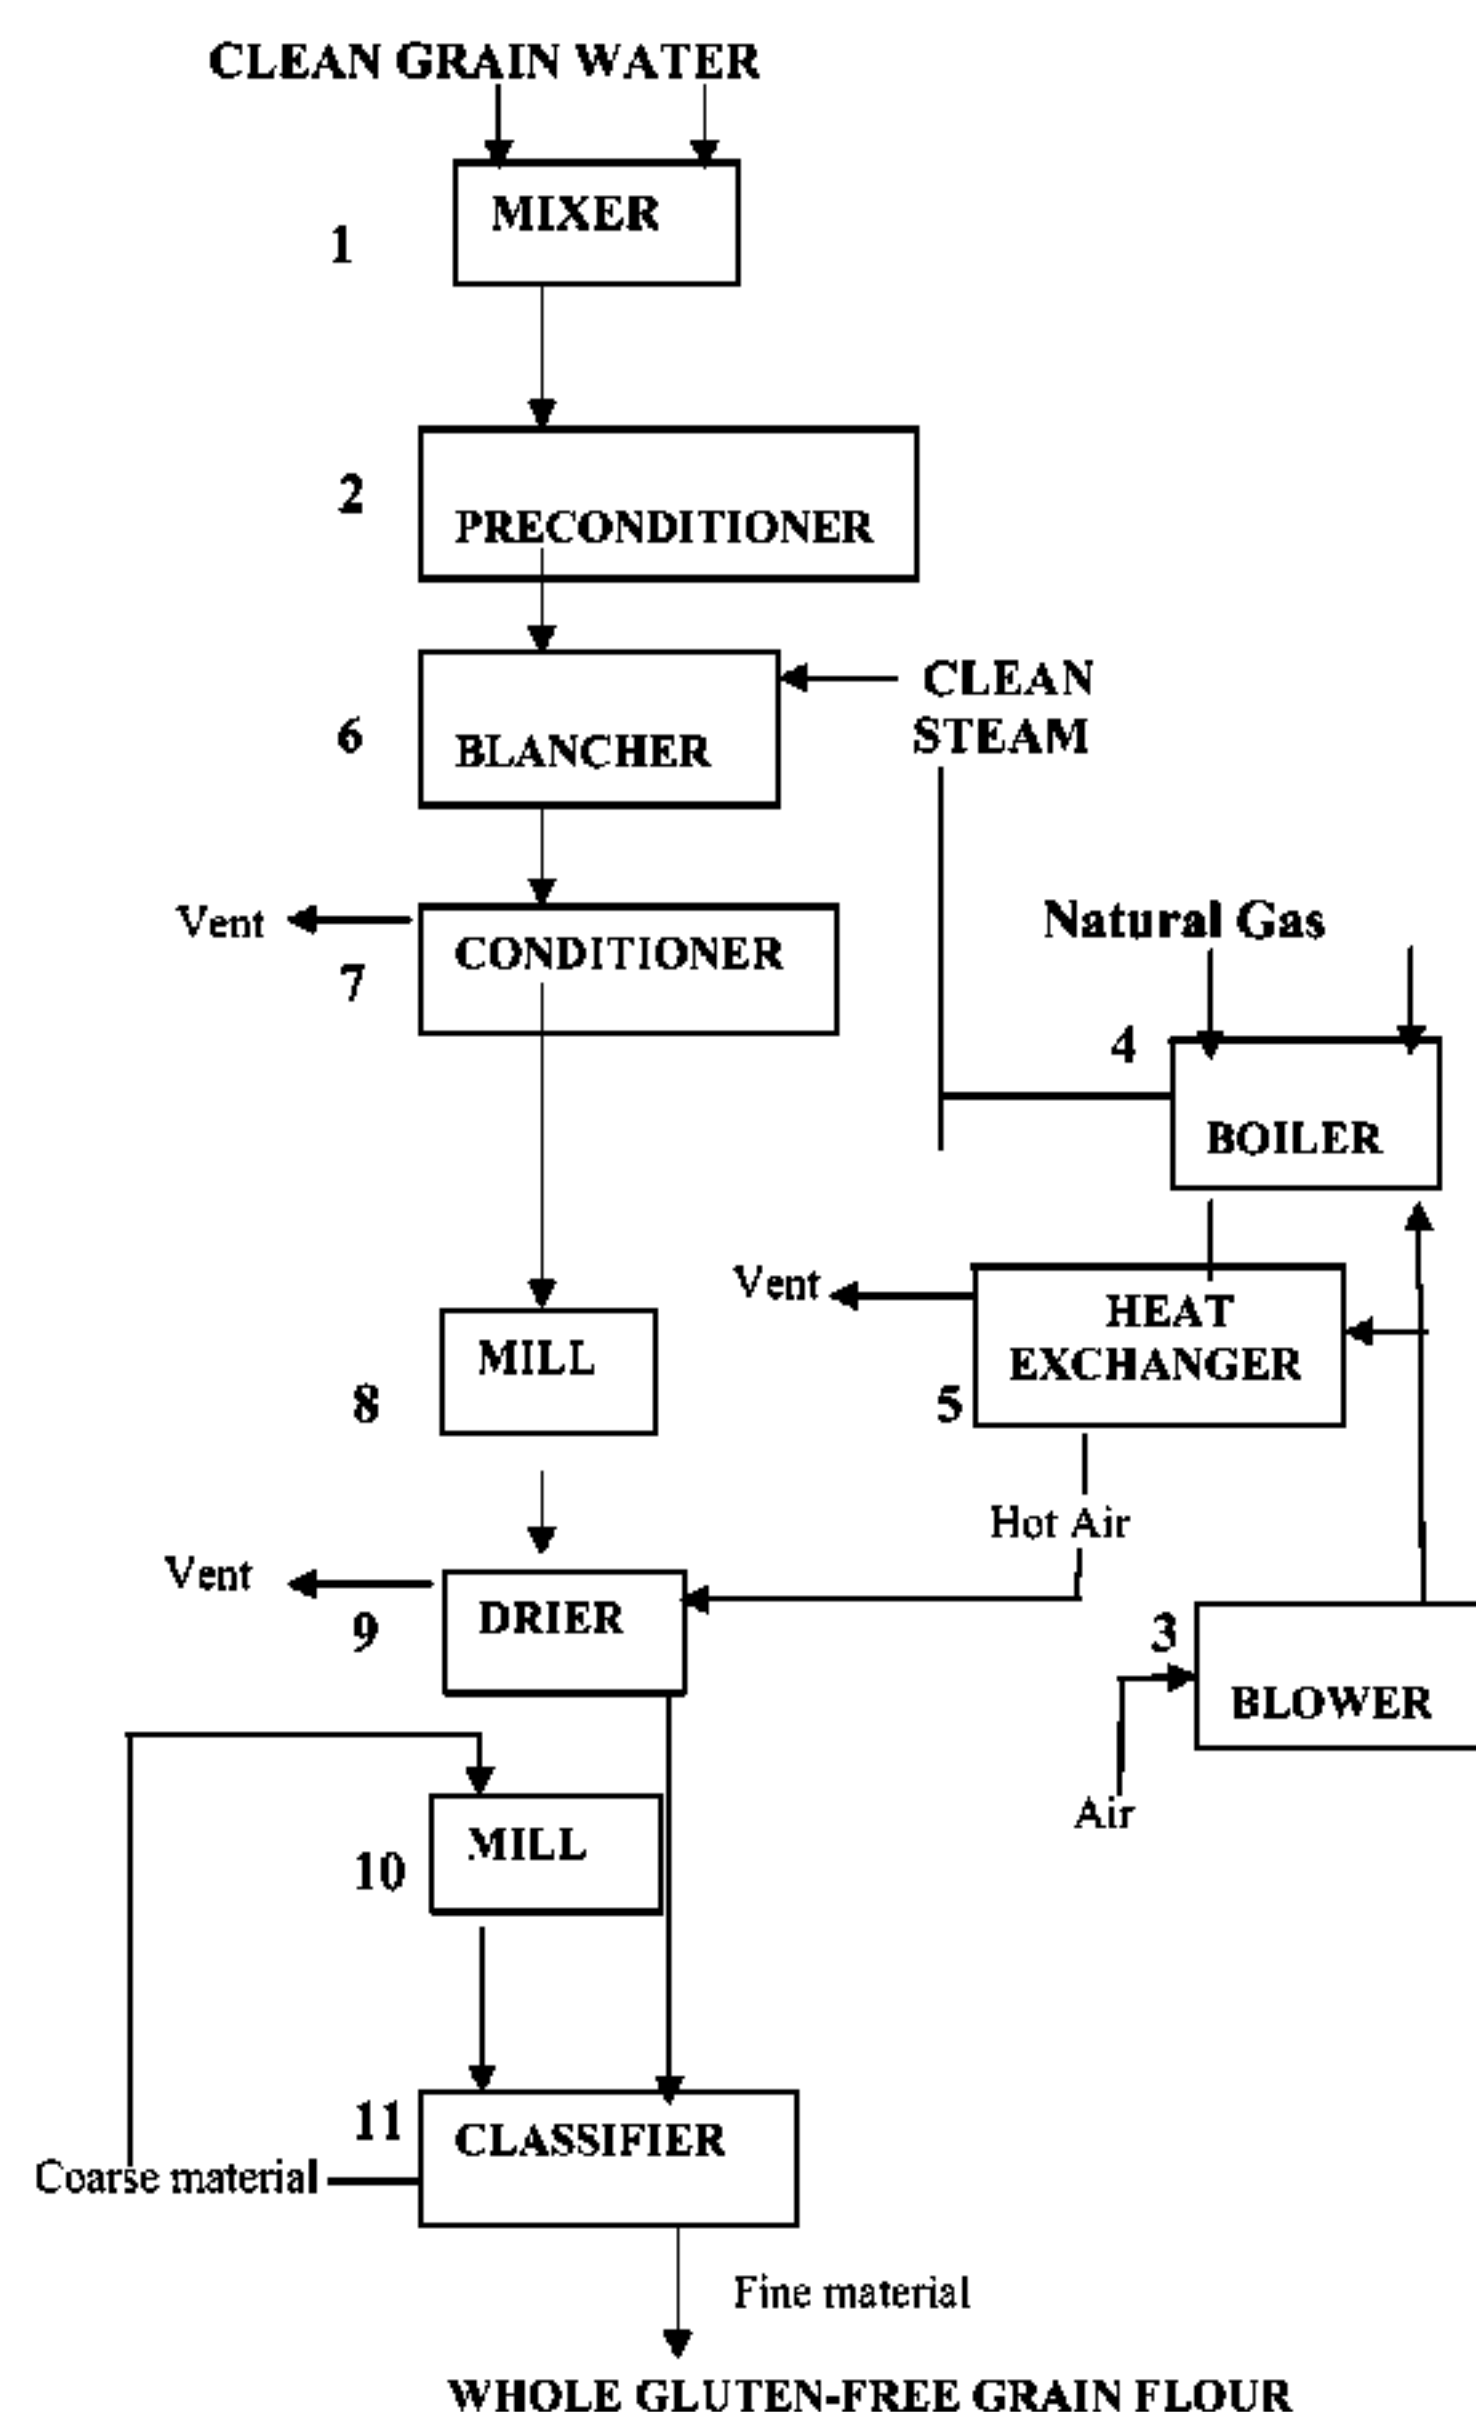 CLEAN GRAIN WATER
MIXER
1
2
PRECONDITIONER
CLEAN
STEAM
6
BLANCHER
Vent
CONDITIONER
7
Natural Gas
4
BOILER
Vent
HEAT
EXCHANGER
5
MILL
8
Hot Air
Vent
DRIER
9
3
BLOWER
Air
MILL
10
11
CLASSIFIER
Coarse material
Fine material
WHOLE GLUTEN-FREE GRAIN FLOUR